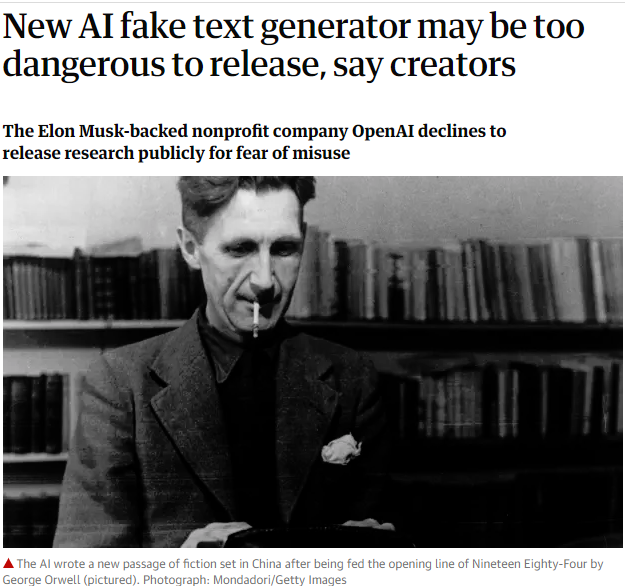 New AI fake text generator may be too
dangerous to release, say creators
The Elon Musk-backed nonprofit company OpenAI declines to
release research publicly for fear of misuse
▲ The AI wrote a new passage of fiction set in China after being fed the opening line of Nineteen Eighty-Four by
George Orwell (pictured). Photograph: Mondadori/Getty Images